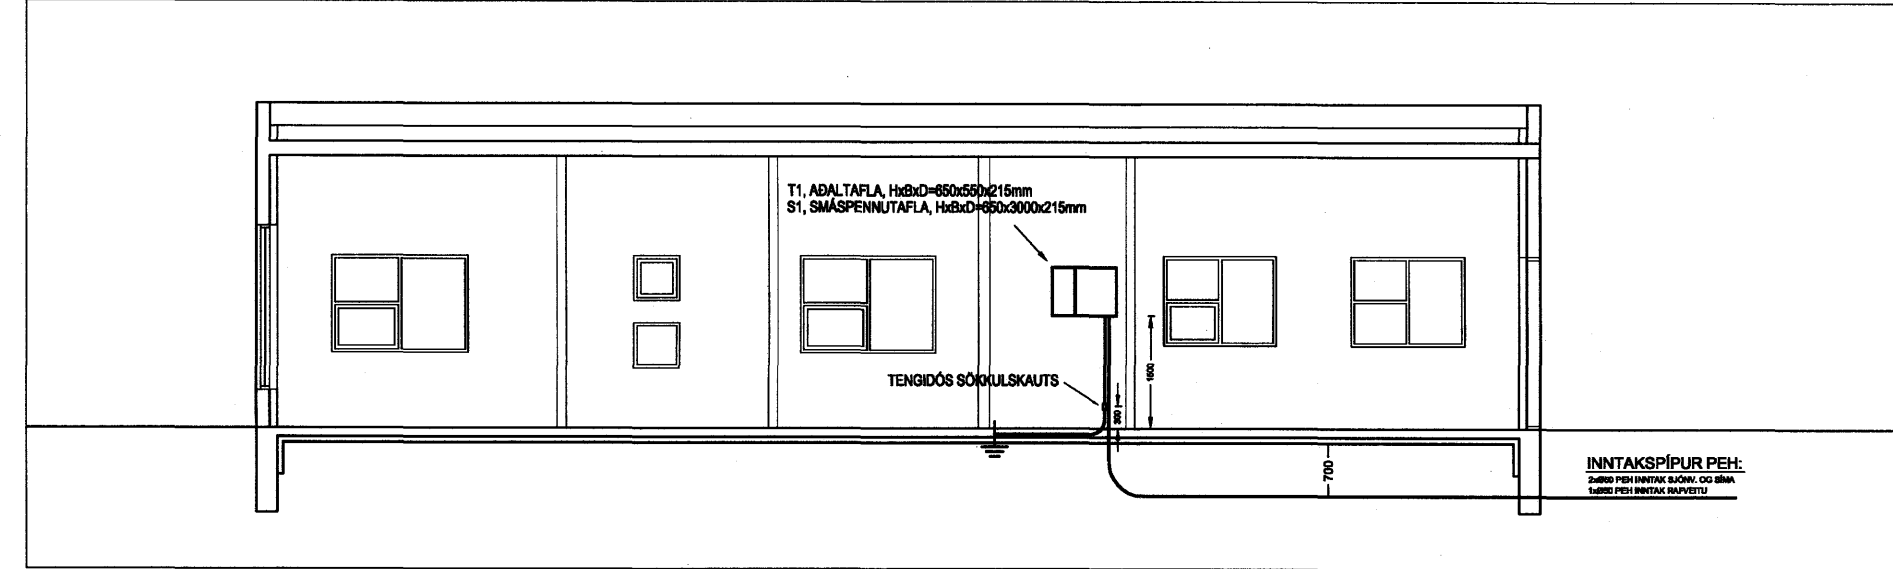 T1, AÐALTAFLA, HxBxD=650x550x215mm
S1, SMÁSPENNUTAFLA, HxBxD=650x3000x215mm
TENGIDÓS SÖKKULSKAUTS
1600
300
700
INNTAKSPÍPUR PEH:
PEH INNTAK SJÓNV. OG SÍMA
PEH INNTAK RAFVEITU